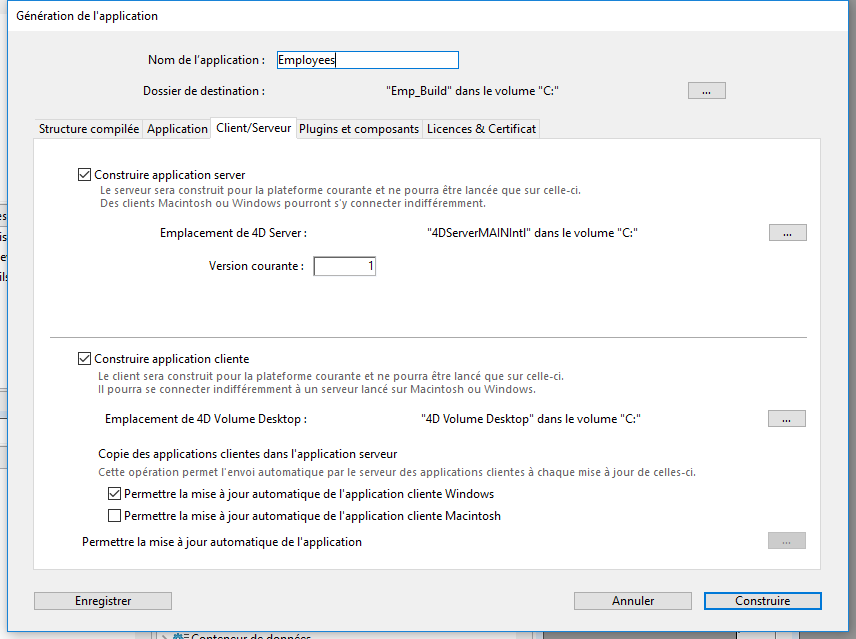 Génération de l'application
Nom de l'application :
Employees
Dossier de destination :
"Emp_Build" dans le volume "C:"
...
Structure compilée
Application
Client/Serveur
Plugins et composants
Licences & Certificat
Construire application server
Le serveur sera construit pour la plateforme courante et ne pourra être lancée que sur celle-ci.
Des clients Macintosh ou Windows pourront s'y connecter indifféremment.
Emplacement de 4D Server :
"4DServerMAINIntl" dans le volume "C:"
...
Version courante :
1
Construire application cliente
Le client sera construit pour la plateforme courante et ne pourra être lancé que sur celle-ci.
Il pourra se connecter indifféremment à un serveur lancé sur Macintosh ou Windows.
Emplacement de 4D Volume Desktop :
"4D Volume Desktop" dans le volume "C:"
...
Copie des applications clientes dans l'application serveur
Cette opération permet l'envoi automatique par le serveur des applications clientes à chaque mise à jour de celles-ci.
Permettre la mise à jour automatique de l'application cliente Windows
Permettre la mise à jour automatique de l'application cliente Macintosh
Permettre la mise à jour automatique de l'application
...
Enregistrer
Annuler
Construire
Conteneur de données